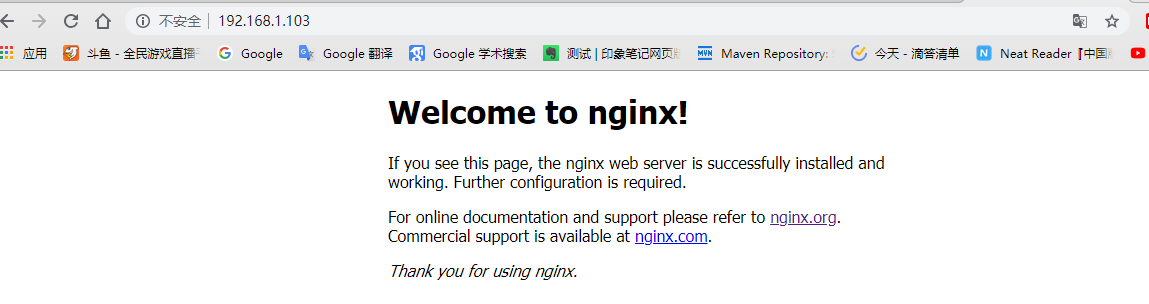 不安全 192.168.1.103
应用 斗鱼 - 全民游戏直播 Google Google 翻译 Google 学术搜索 测试 | 印象笔记网页 Maven Repository: 今天 - 滴答清单 Neat Reader 『中国
Welcome to nginx!
If you see this page, the nginx web server is successfully installed and
working. Further configuration is required.
For online documentation and support please refer to nginx.org.
Commercial support is available at nginx.com.
Thank you for using nginx.